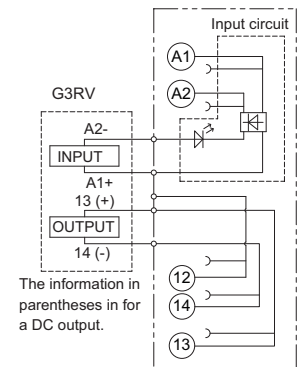 Input circuit
A1
A2
G3RV
A2-
INPUT
A1+
13 (+)
OUTPUT
14 (-)
The information in
parentheses in for
a DC output.
12
14
13